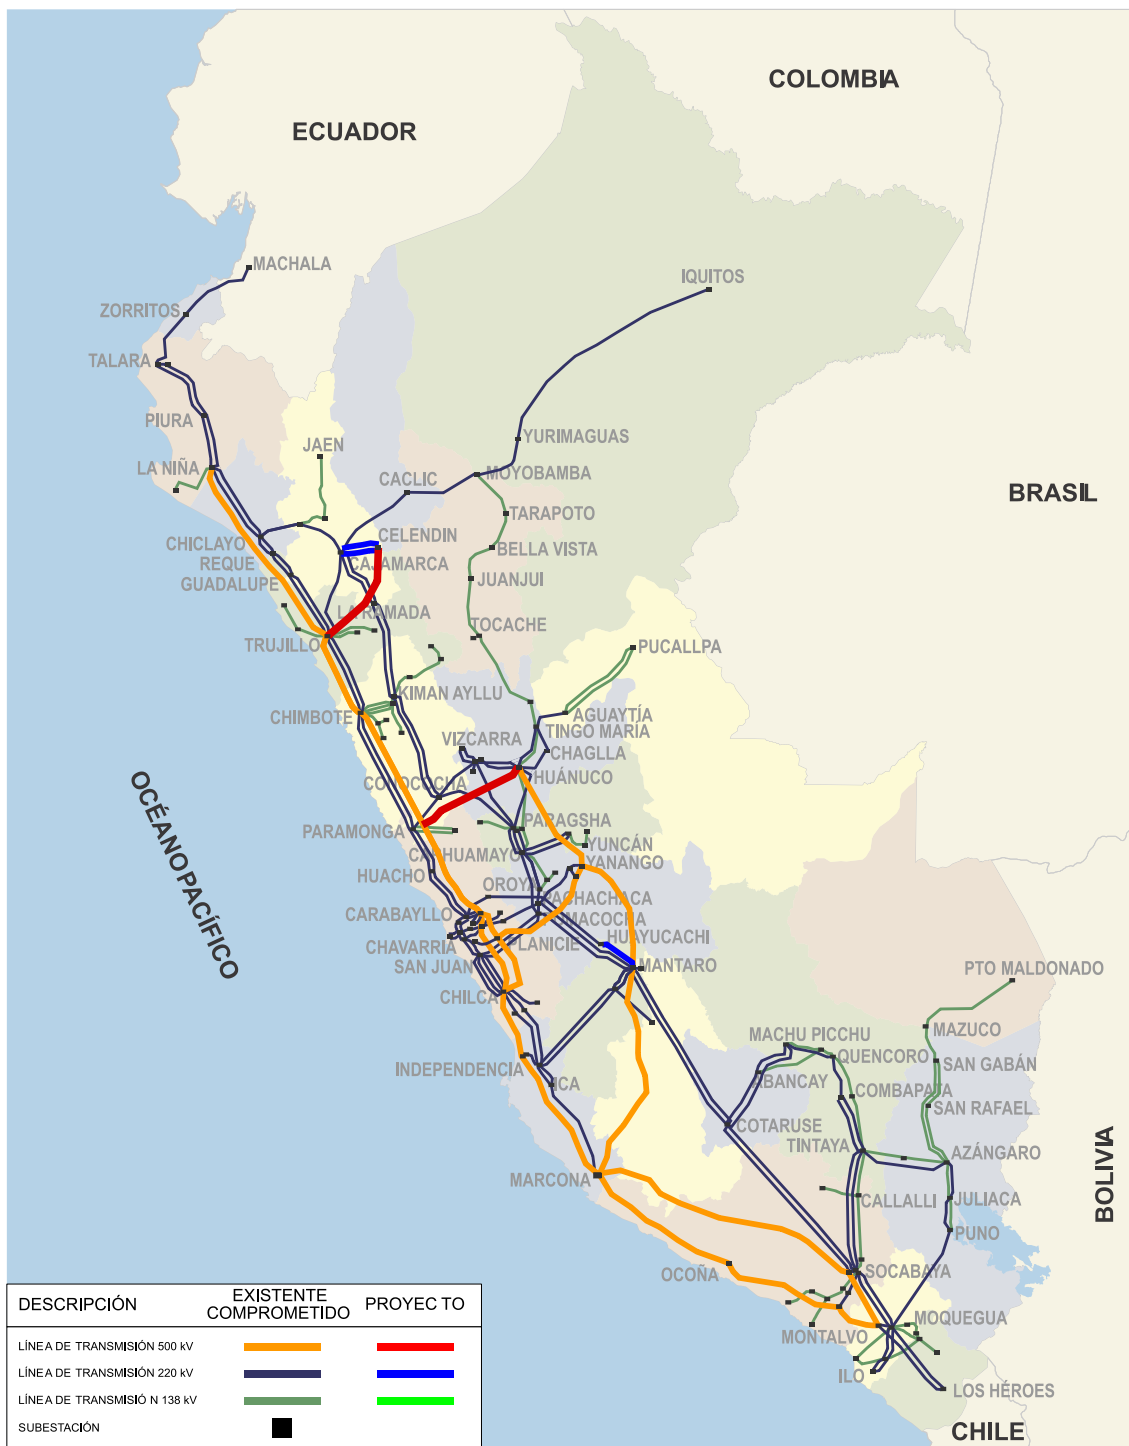 COLOMBIA
ECUADOR
MACHALA
IQUITOS
ZORRITOS
TALARA
PIURA
YURIMAGUAS
JAEN
LA NIÑA
MOYOBAMBA
CACLIC
BRASIL
TARAPOTO
CELENDIN
CHICLAYO
BELLA VISTA
REQUE
CAJAMARCA
GUADALUPE
JUANJUI
LA RAMADA
TOCACHE
TRUJILLO
PUCALLPA
KIMAN AYLLU
CHIMBOTE
AGUAYTÍA
TINGO MARÍA
VIZCARRA
CHAGLLA
HUÁNUCO
CONOCOCHA
OCÉANO PACÍFICO
PARAGSHA
PARAMONGA
YUNCÁN
CARHUAMAYO
YANANGO
HUACHO
OROYA
PACHACHACA
CARABAYLLO
POMACOCHA
HUAYUCACHI
CHAVARRIA
PLANICIE
SAN JUAN
MANTARO
PTO MALDONADO
CHILCA
MAZUCO
MACHU PICCHU
QUENCORO
INDEPENDENCIA
SAN GABÁN
ABANCAY
ICA
COMBAPATA
SAN RAFAEL
COTARUSE
TINTAYA
AZÁNGARO
BOLIVIA
MARCONA
CALLALLI
JULIACA
PUNO
OCOÑA
SOCABAYA
MOQUEGUA
MONTALVO
ILO
LOS HÉROES
CHILE
DESCRIPCIÓN
EXISTENTE
COMPROMETIDO
PROYEC TO
LÍNEA DE TRANSMISIÓN 500 kV
LÍNEA DE TRANSMISIÓN 220 kV
LÍNEA DE TRANSMISIÓ N 138 kV
SUBESTACIÓN